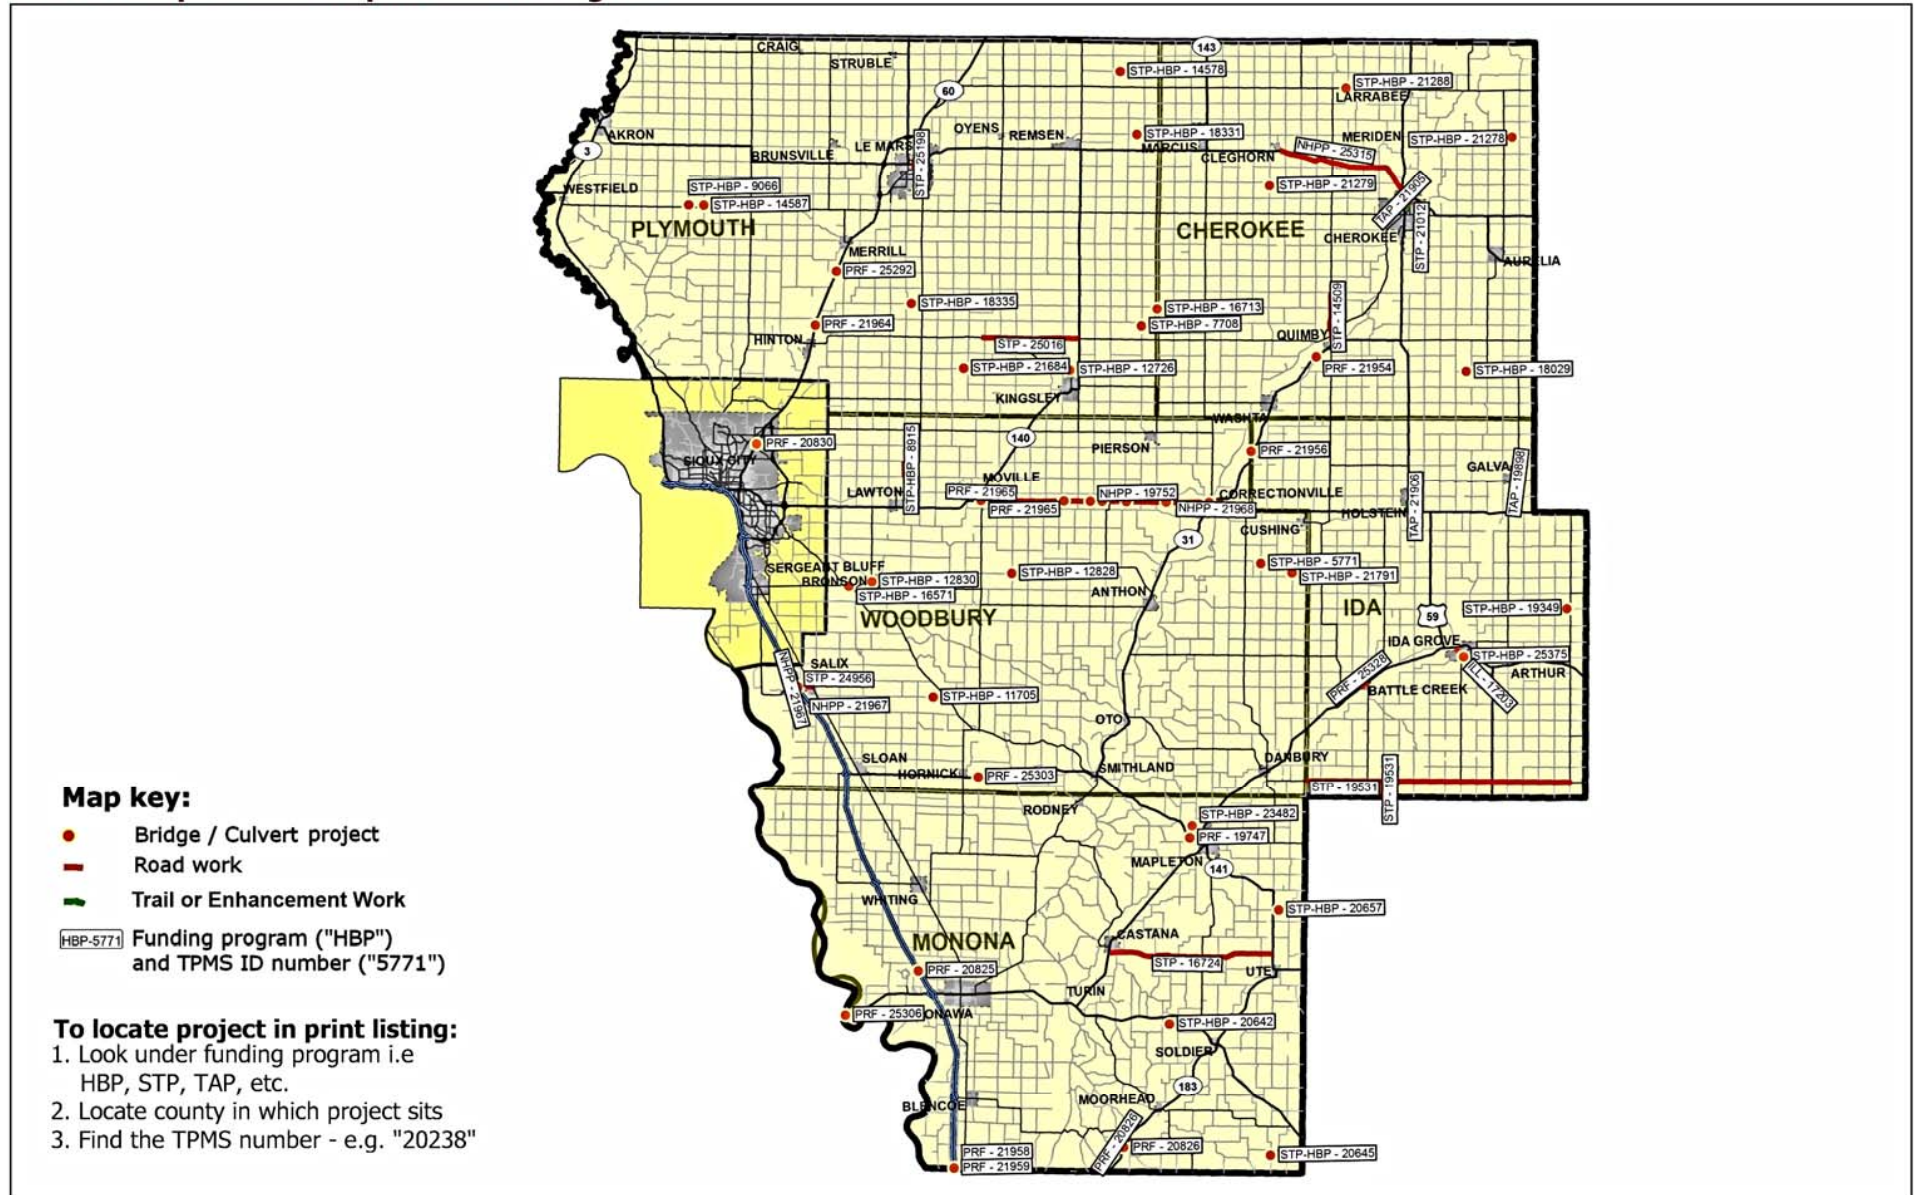 CRAIG
STRUBLE
143
STP-HBP - 14578
STP-HBP - 21288
LARRABEE
60
AKRON
OYENS
REMSEN
STP-HBP - 18331
MARCUS
MERIDEN
STP-HBP - 21278
3
BRUNSVILLE
LE MARS
STP - 25198
CLEGHORN
NHPP - 25315
WESTFIELD
STP-HBP - 9066
STP-HBP - 14587
STP-HBP - 21279
TAP - 21905
PLYMOUTH
CHEROKEE
CHEROKEE
STP - 21012
MERRILL
AURELIA
PRF - 25292
STP-HBP - 18335
STP-HBP - 16713
STP - 14509
PRF - 21964
STP-HBP - 7708
HINTON
STP - 25016
QUIMBY
STP-HBP - 21684
STP-HBP - 12726
PRF - 21954
STP-HBP - 18029
KINGSLEY
WASHTA
PRF - 20830
STP-HBP - 8915
140
PIERSON
PRF - 21956
SIOUX CITY
GALVA
TAP - 19898
MOVILLE
LAWTON
PRF - 21965
NHPP - 19752
CORRECTIONVILLE
TAP - 21906
PRF - 21965
NHPP - 21968
HOLSTEIN
31
CUSHING
SERGEANT BLUFF
BRONSON
STP-HBP - 12830
STP-HBP - 12828
STP-HBP - 5771
STP-HBP - 21791
STP-HBP - 16571
ANTHON
WOODBURY
IDA
59
STP-HBP - 19349
IDA GROVE
STP-HBP - 25375
NHPP - 21967
SALIX
STP - 24956
PRF - 25328
ILL - 17203
ARTHUR
BATTLE CREEK
NHPP - 21967
STP-HBP - 11705
OTO
SLOAN
HORNICK
PRF - 25303
SMITHLAND
DANBURY
STP - 19531
STP - 19531
RODNEY
STP-HBP - 23482
PRF - 19747
MAPLETON
141
WHITING
STP-HBP - 20657
MONONA
CASTANA
STP - 16724
PRF - 20825
UTE
TURIN
PRF - 25306
ONAWA
STP-HBP - 20642
SOLDIER
183
BLENCOE
MOORHEAD
PRF - 20826
PRF - 20826
PRF - 21958
PRF - 21959
STP-HBP - 20645
Map key:
Bridge / Culvert project
Road work
Trail or Enhancement Work
HBP-5771
Funding program ("HBP")
and TPMS ID number ("5771")
To locate project in print listing:
1. Look under funding program i.e
HBP, STP, TAP, etc.
2. Locate county in which project sits
3. Find the TPMS number - e.g. "20238"